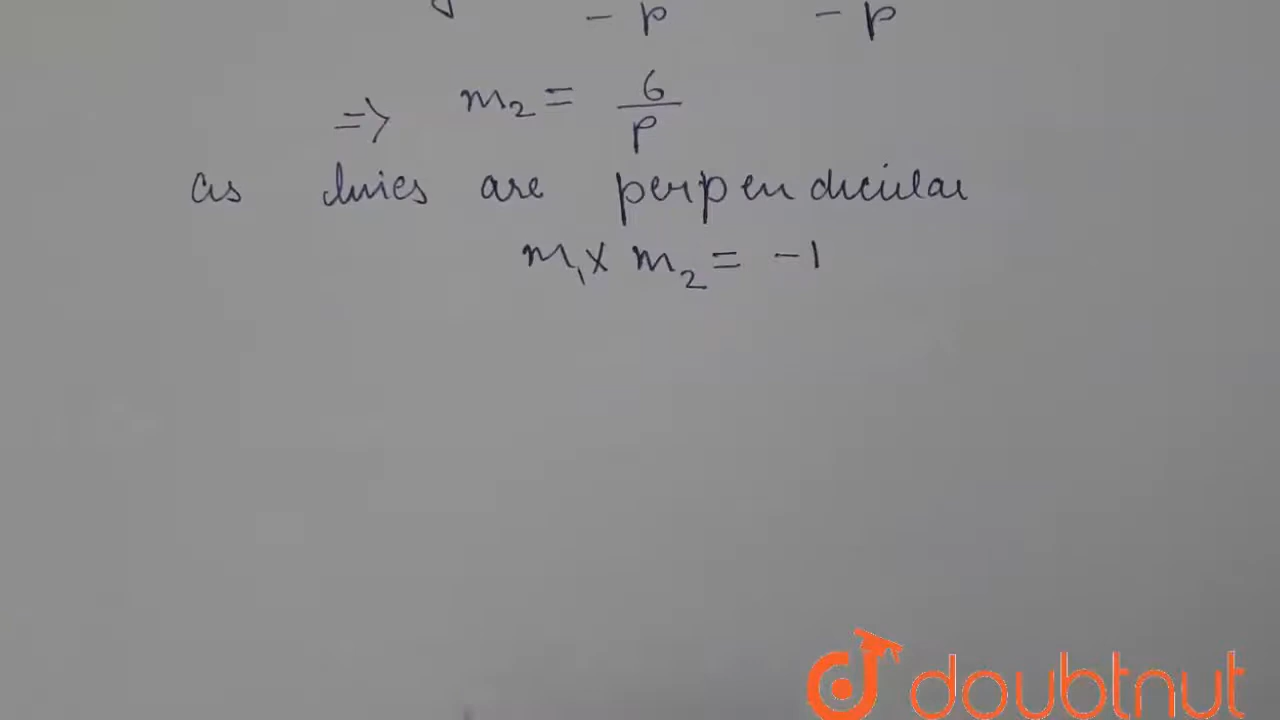 - p - p
=> m₂ = 6/p
as lines are perpendicular
m₁ x m₂ = -1
doubtnut